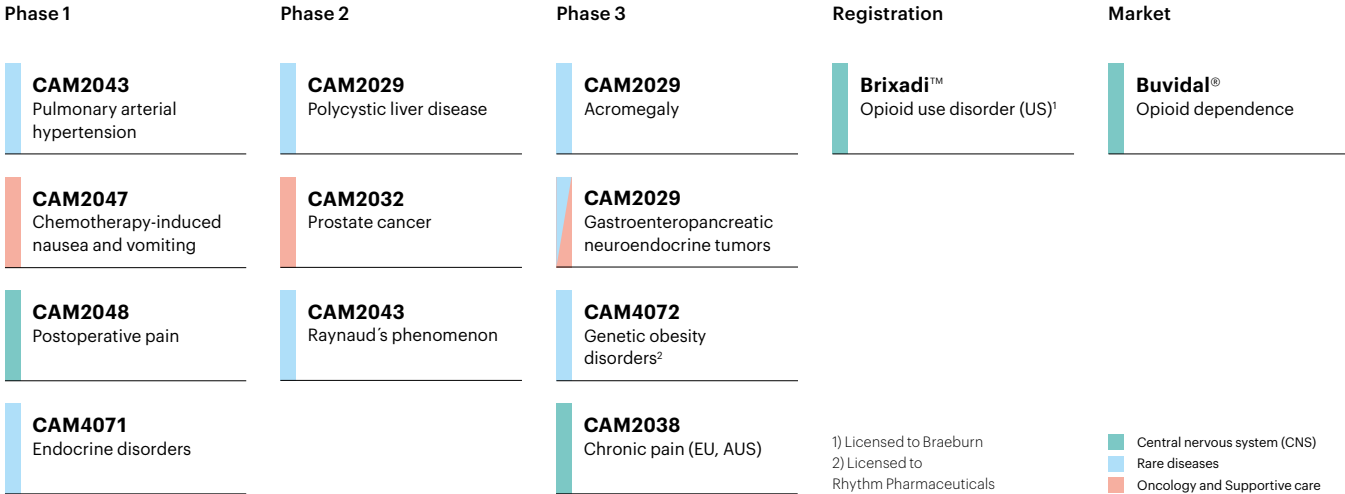 Phase 1
CAM2043
Pulmonary arterial
hypertension
CAM2047
Chemotherapy-induced
nausea and vomiting
CAM2048
Postoperative pain
CAM4071
Endocrine disorders
Phase 2
CAM2029
Polycystic liver disease
CAM2032
Prostate cancer
CAM2043
Raynaud´s phenomenon
Phase 3
CAM2029
Acromegaly
CAM2029
Gastroenteropancreatic
neuroendocrine tumors
CAM4072
Genetic obesity
disorders²
CAM2038
Chronic pain (EU, AUS)
Registration
Brixadi™
Opioid use disorder (US)¹
1) Licensed to Braeburn
2) Licensed to
Rhythm Pharmaceuticals
Market
Buvidal®
Opioid dependence
Central nervous system (CNS)
Rare diseases
Oncology and Supportive care